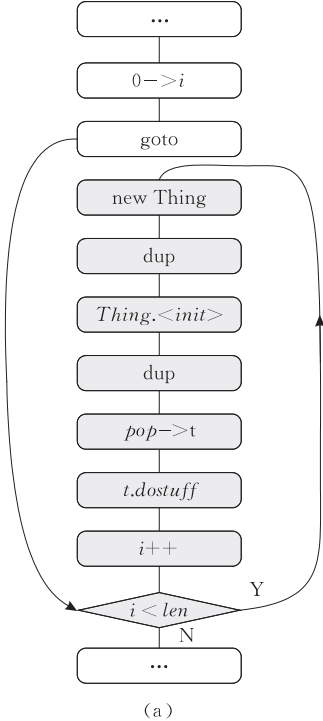 ...
0->i
goto
new Thing
dup
Thing.<init>
dup
pop->t
t.dostuff
i++
i<len
Y
N
...
(a)